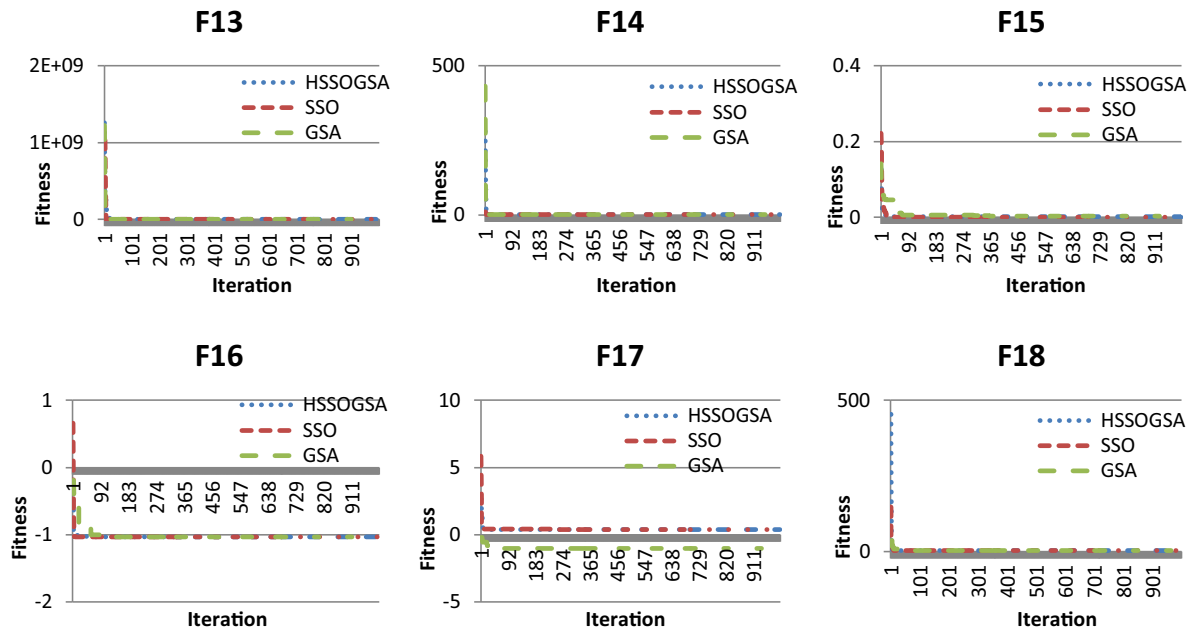 F13
2E+09
1E+09
0
Fitness
HSSOGSA
SSO
GSA
1 101 201 301 401 501 601 701 801 901
Iteration
F14
500
0
Fitness
HSSOGSA
SSO
GSA
1 92 183 274 365 456 547 638 729 820 911
Iteration
F15
0.4
0.2
0
Fitness
HSSOGSA
SSO
GSA
1 92 183 274 365 456 547 638 729 820 911
Iteration
F16
1
0
-1
-2
Fitness
HSSOGSA
SSO
GSA
1 92 183 274 365 456 547 638 729 820 911
Iteration
F17
10
5
0
-5
Fitness
HSSOGSA
SSO
GSA
1 92 183 274 365 456 547 638 729 820 911
Iteration
F18
500
0
Fitness
HSSOGSA
SSO
GSA
1 101 201 301 401 501 601 701 801 901
Iteration